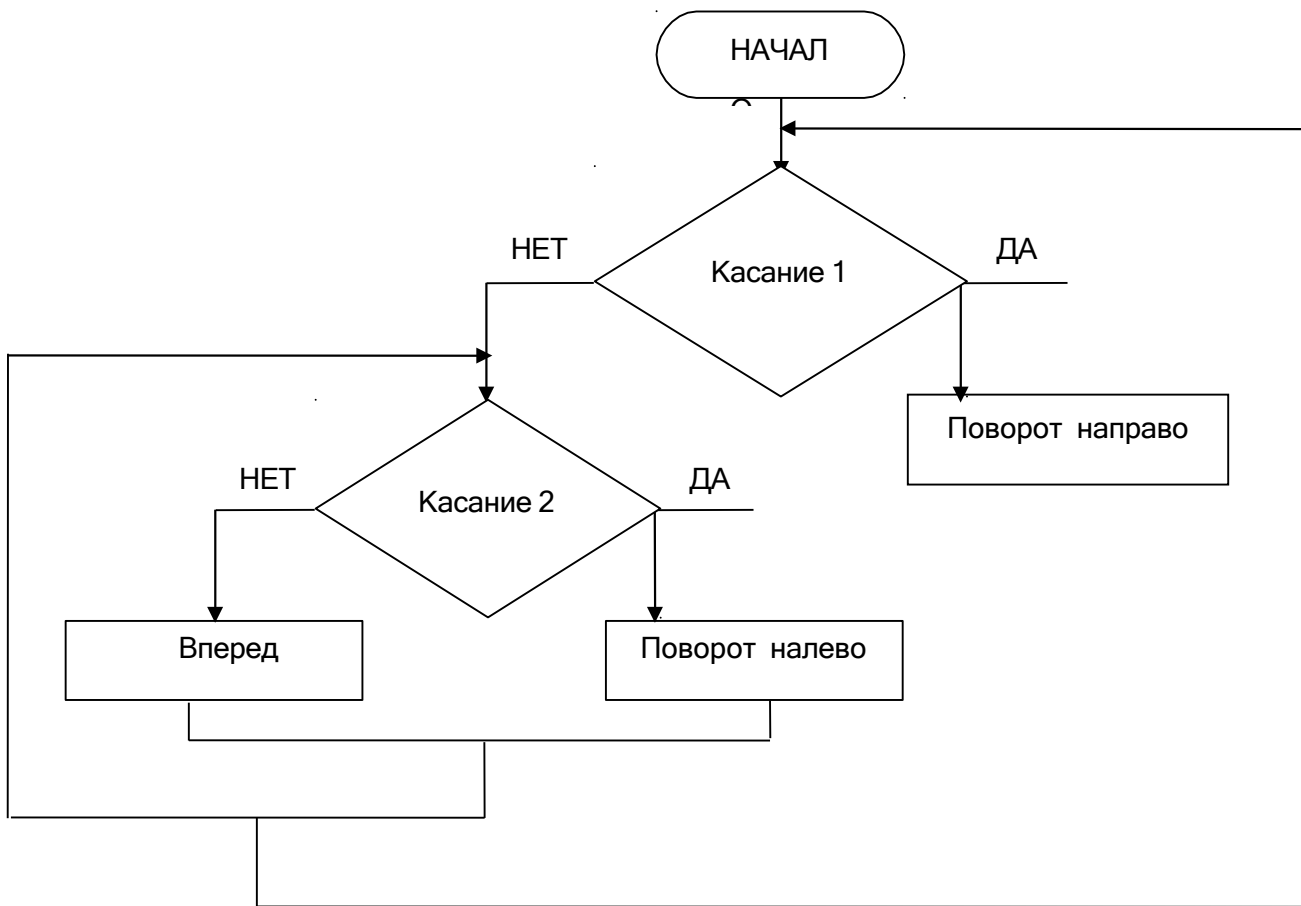 НАЧАЛ
НЕТ
ДА
Касание 1
Поворот направо
НЕТ
ДА
Касание 2
Вперед
Поворот налево